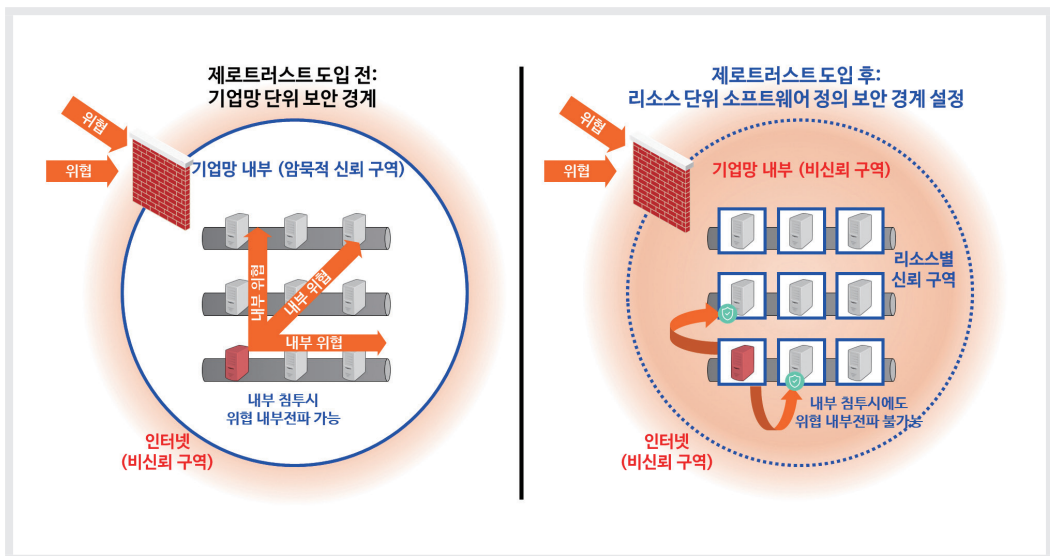 제로트러스트 도입 전:
기업망 단위 보안 경계
위협
위협
기업망 내부 (암묵적 신뢰 구역)
내부 위협
내부 위협
내부 위협
내부 침투시
위협 내부전파 가능
인터넷
(비신뢰 구역)
제로트러스트 도입 후:
리소스 단위 소프트웨어 정의 보안 경계 설정
위협
위협
기업망 내부 (비신뢰 구역)
리소스별
신뢰 구역
내부 침투시에도
위협 내부전파 불가능
인터넷
(비신뢰 구역)